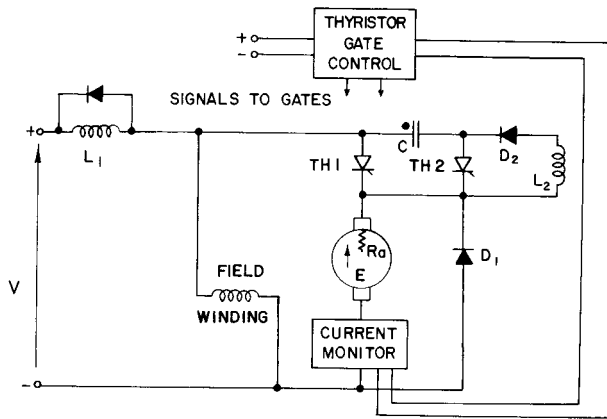 THYRISTOR
GATE
CONTROL
+
-
SIGNALS TO GATES
+
L1
C
D2
TH1
TH2
L2
Ra
E
D1
V
FIELD
WINDING
CURRENT
MONITOR
-